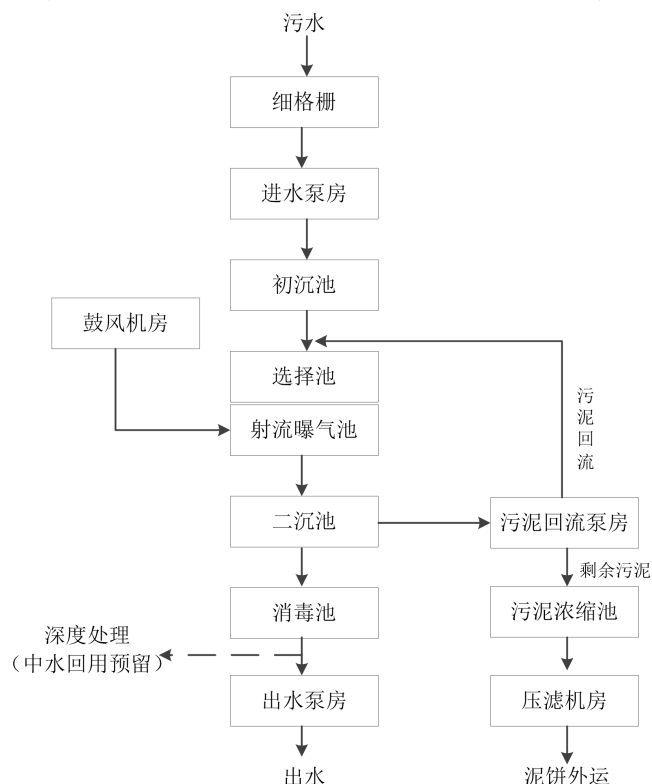 污水
细格栅
进水泵房
初沉池
鼓风机房
选择池
射流曝气池
污泥回流
二沉池
污泥回流泵房
剩余污泥
消毒池
污泥浓缩池
深度处理
（中水回用预留）
出水泵房
压滤机房
出水
泥饼外运